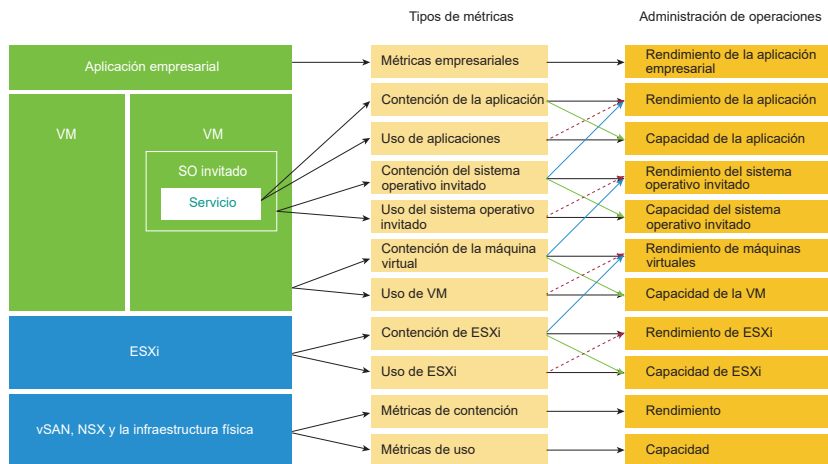 Tipos de métricas
Administración de operaciones
Aplicación empresarial
Métricas empresariales
Rendimiento de la aplicación
empresarial
VM
VM
SO invitado
Servicio
Contención de la aplicación
Rendimiento de la aplicación
Uso de aplicaciones
Capacidad de la aplicación
Contención del sistema
operativo invitado
Rendimiento del sistema
operativo invitado
Uso del sistema operativo
invitado
Capacidad del sistema
operativo invitado
Contención de la máquina
virtual
Rendimiento de máquinas
virtuales
Uso de VM
Capacidad de la VM
ESXi
Contención de ESXi
Rendimiento de ESXi
Uso de ESXi
Capacidad de ESXi
vSAN, NSX y la infraestructura física
Métricas de contención
Rendimiento
Métricas de uso
Capacidad